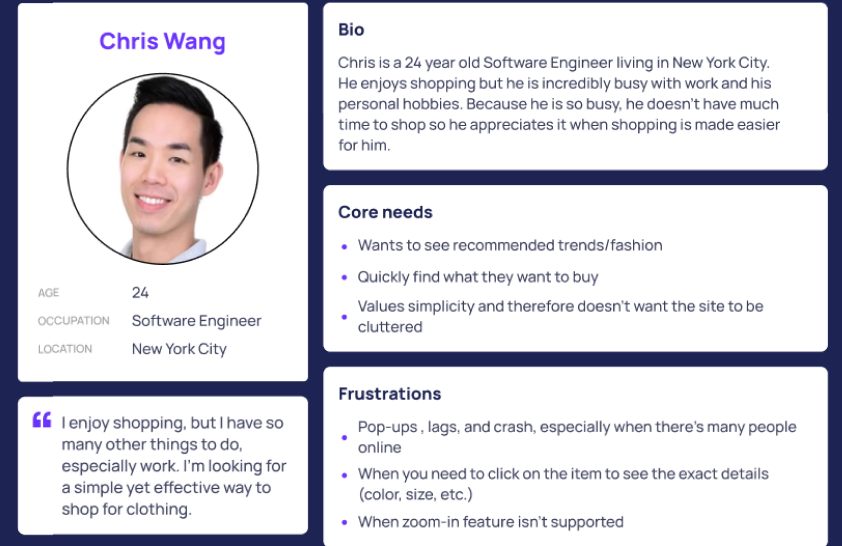 Chris Wang
AGE 24
OCCUPATION Software Engineer
LOCATION New York City
“ I enjoy shopping, but I have so
many other things to do,
especially work. I'm looking for
a simple yet effective way to
shop for clothing.
Bio
Chris is a 24 year old Software Engineer living in New York City.
He enjoys shopping but he is incredibly busy with work and his
personal hobbies. Because he is so busy, he doesn't have much
time to shop so he appreciates it when shopping is made easier
for him.
Core needs
• Wants to see recommended trends/fashion
• Quickly find what they want to buy
• Values simplicity and therefore doesn't want the site to be
cluttered
Frustrations
• Pop-ups , lags, and crash, especially when there's many people
online
• When you need to click on the item to see the exact details
(color, size, etc.)
• When zoom-in feature isn't supported